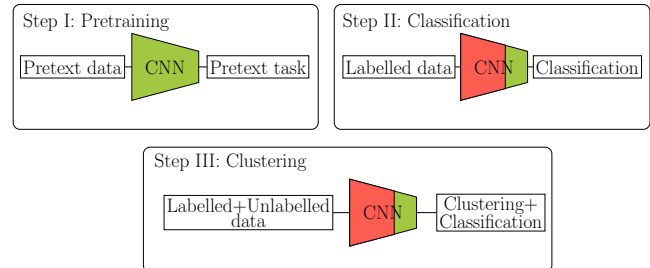 Step I: Pretraining
Pretext data
CNN
Pretext task
Step II: Classification
Labelled data
CNN
Classification
Step III: Clustering
Labelled+Unlabelled
data
CNN
Clustering+
Classification